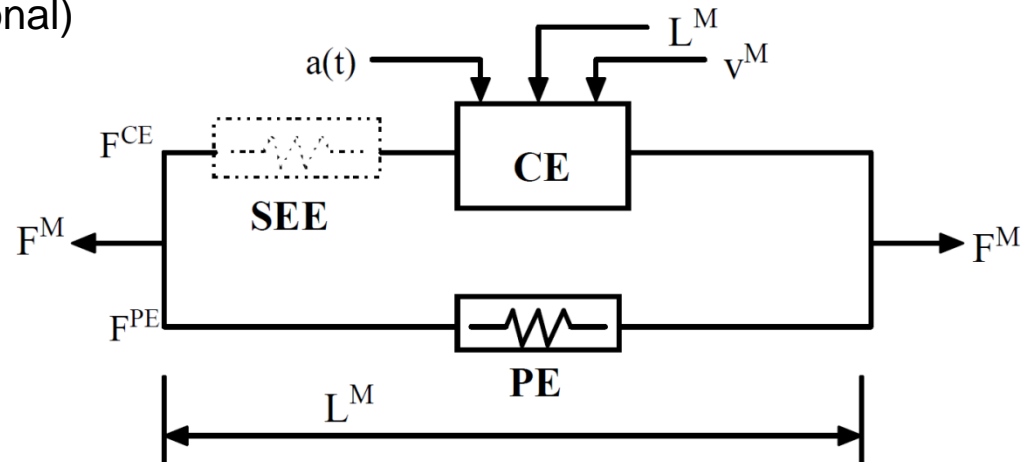 onal)
L^M
a(t)
v^M
F^CE
CE
SEE
F^M
F^M
F^PE
PE
L^M